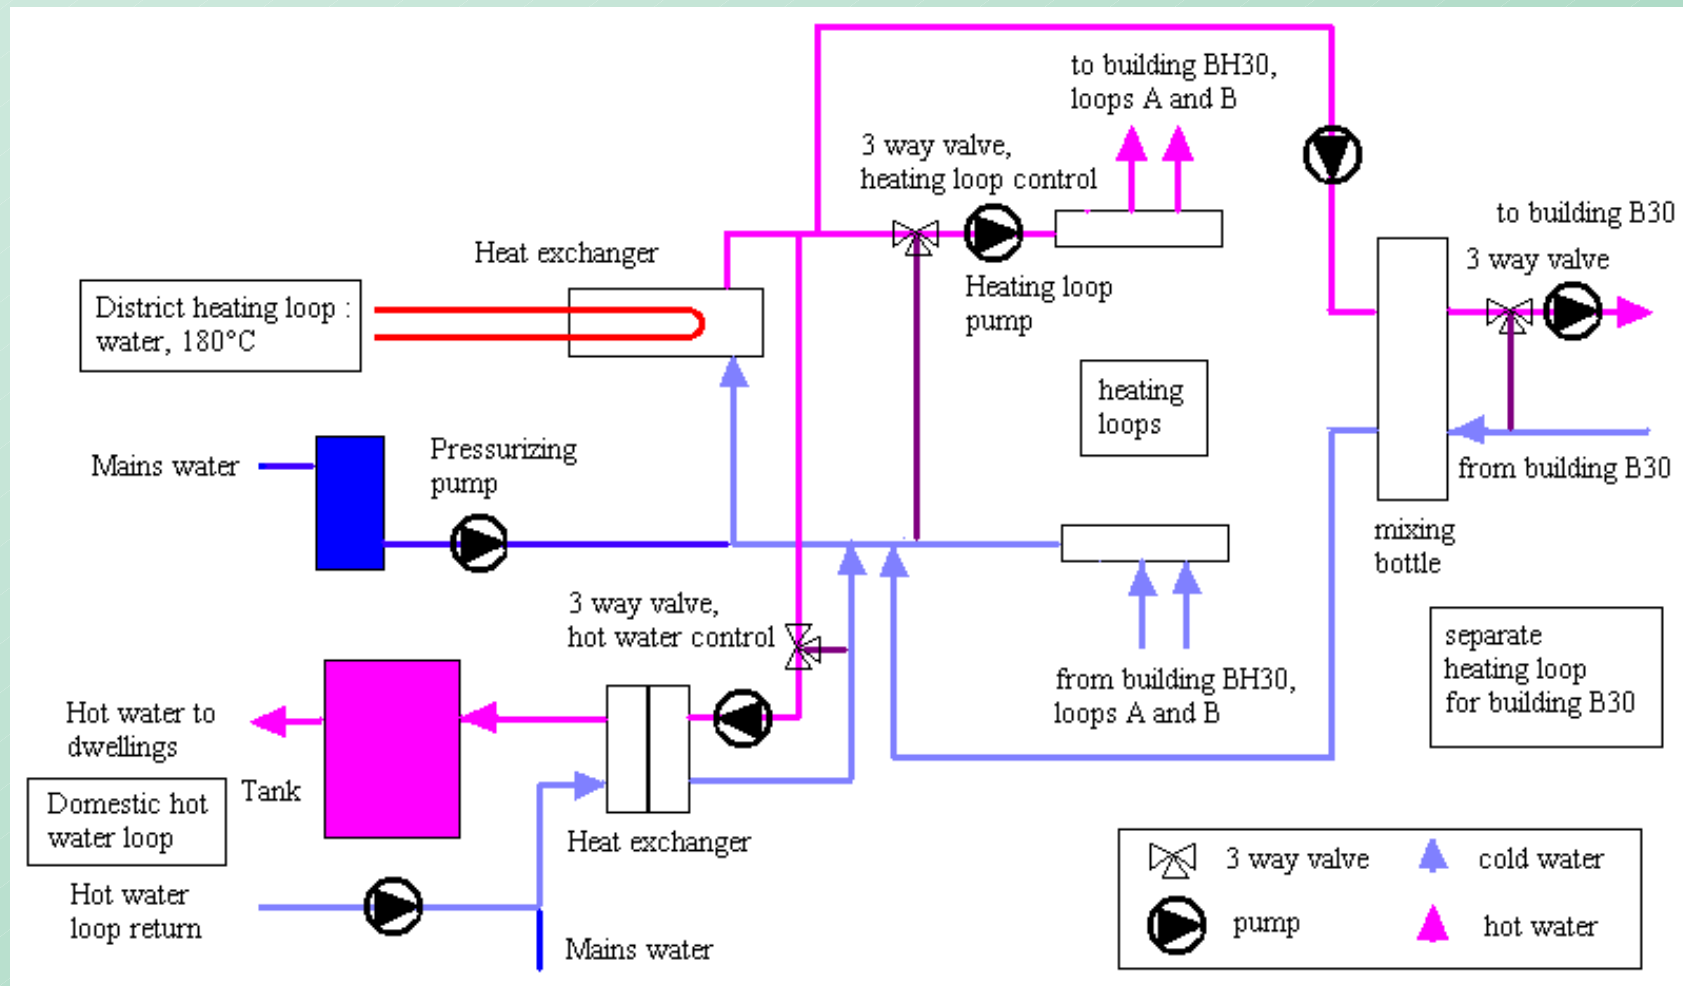 to building BH30,
loops A and B
3 way valve,
heating loop control
to building B30
3 way valve
Heat exchanger
District heating loop :
water, 180°C
Heating loop
pump
heating
loops
Mains water
Pressurizing
pump
from building B30
mixing
bottle
3 way valve,
hot water control
separate
heating loop
for building B30
from building BH30,
loops A and B
Hot water to
dwellings
Tank
Domestic hot
water loop
Heat exchanger
Hot water
loop return
Mains water
3 way valve
cold water
pump
hot water